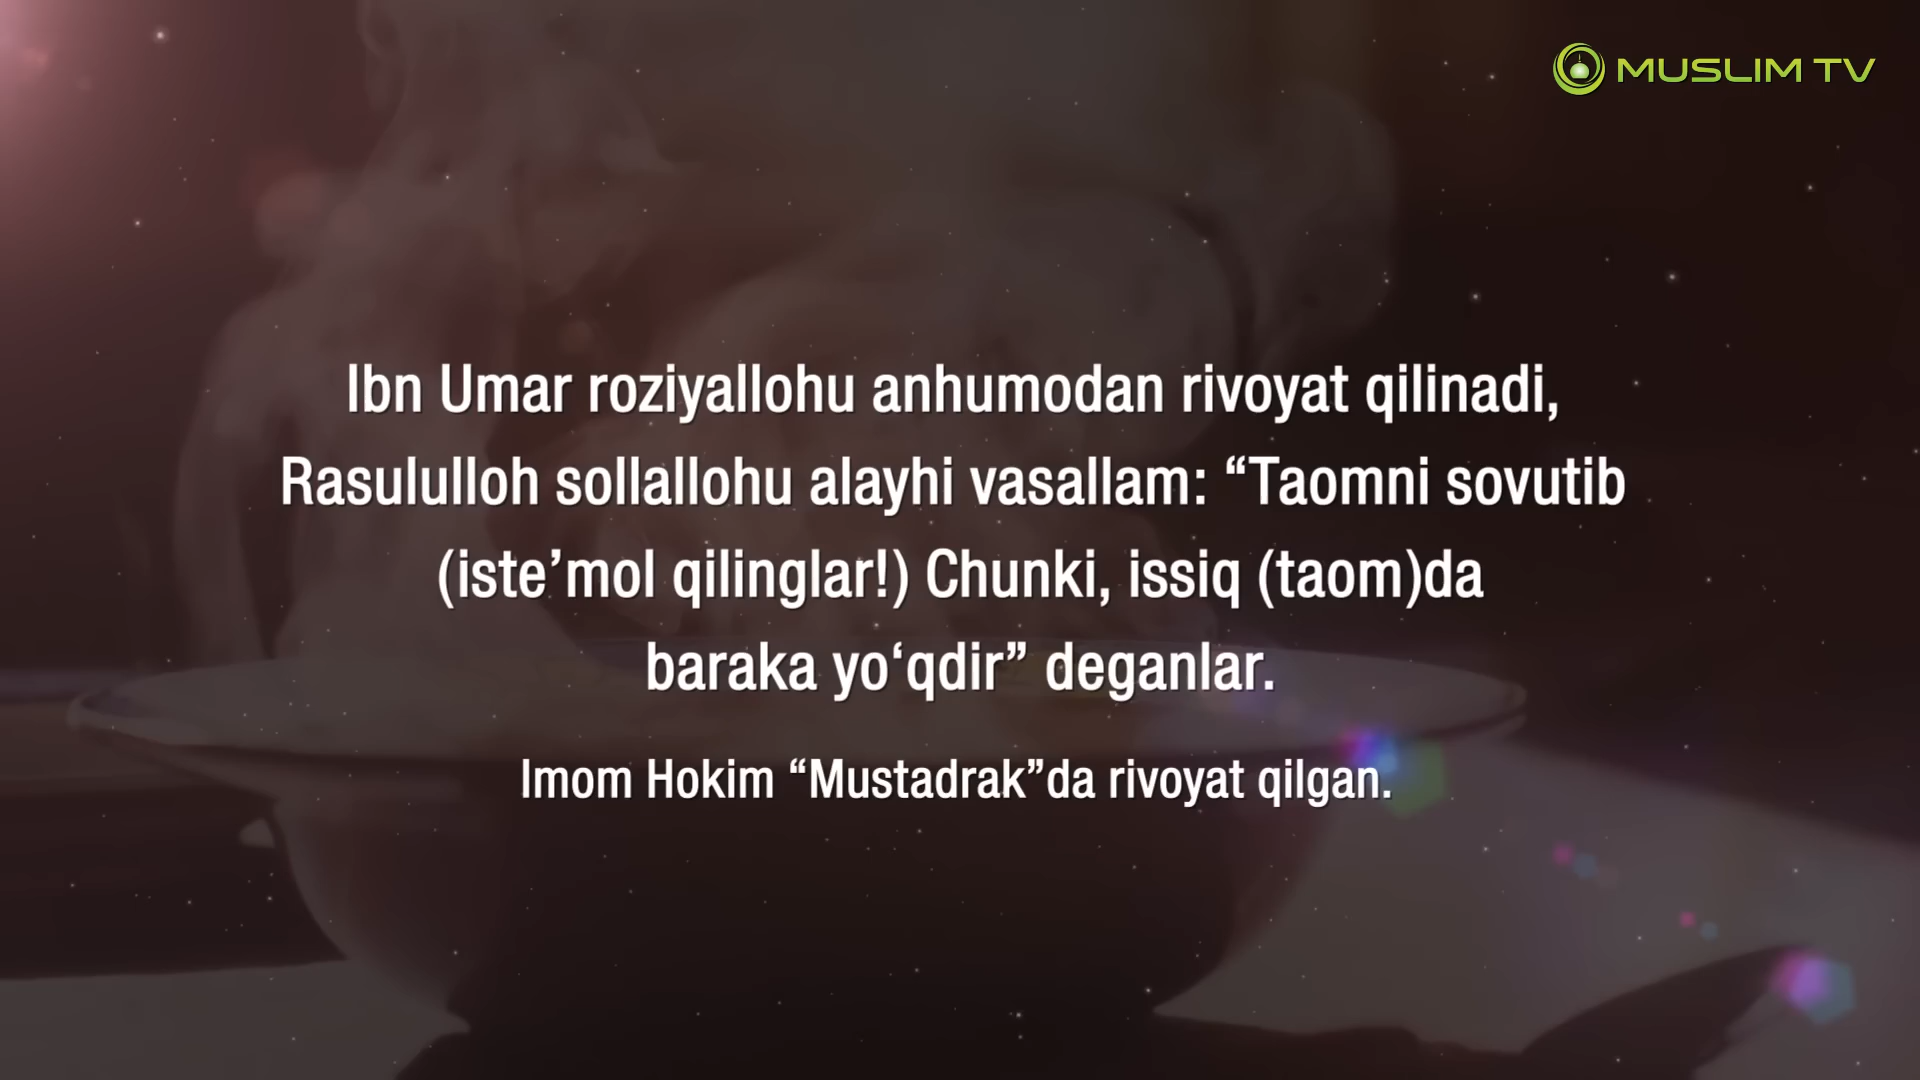 MUSLIM TV
Ibn Umar roziyallohu anhumodan rivoyat qilinadi,
Rasululloh sollallohu alayhi vasallam: “Taomni sovutib
(iste’mol qilinglar!) Chunki, issiq (taom)da
baraka yo‘qdir” deganlar.
Imom Hokim “Mustadrak”da rivoyat qilgan.